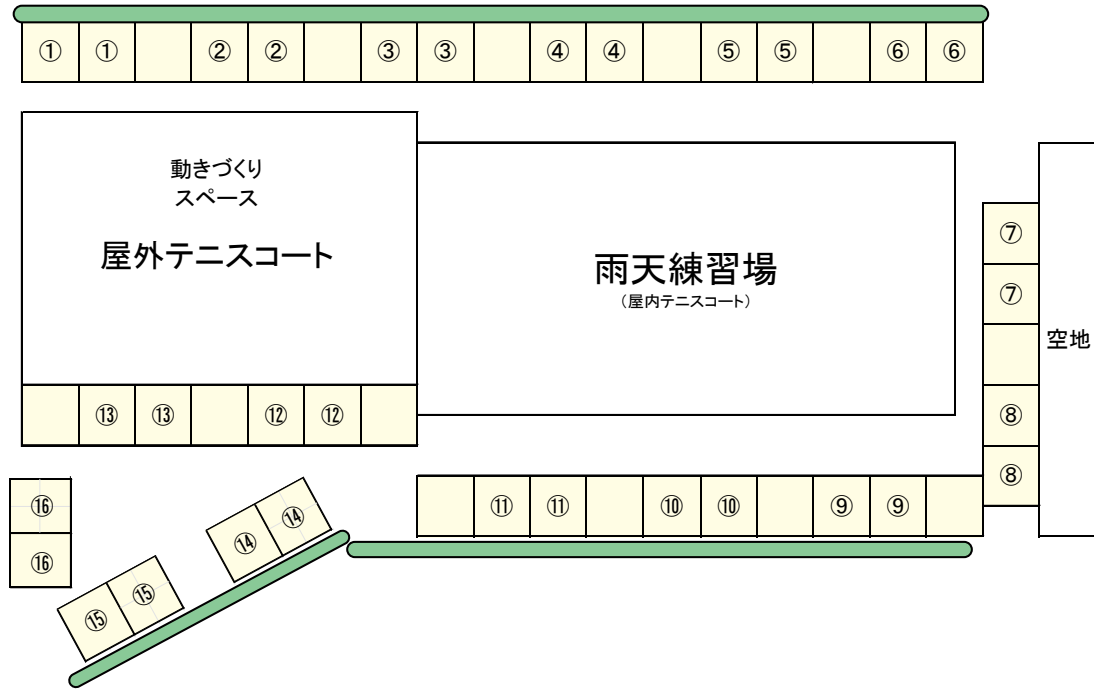 ① ① ② ② ③ ③ ④ ④ ⑤ ⑤ ⑥ ⑥
動きづくり
スペース
屋外テニスコート
雨天練習場
（屋内テニスコート）
⑦
⑦
空地
⑧
⑧
⑬ ⑬ ⑫ ⑫
⑪ ⑪ ⑩ ⑩ ⑨ ⑨
⑯
⑯
⑭ ⑭
⑮ ⑮